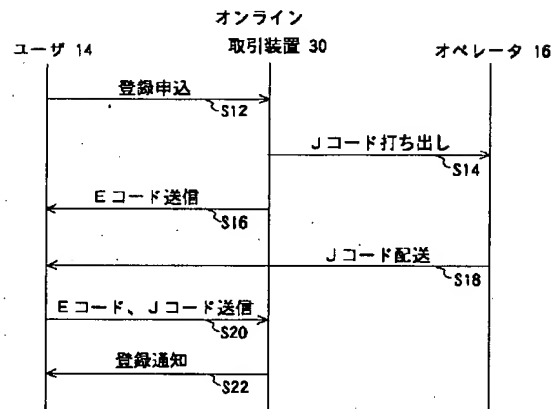 オンライン
ユーザ 14
取引装置 30
オペレータ 16
登録申込
S12
Jコード打ち出し
S14
Eコード送信
S16
Jコード配送
S18
Eコード、Jコード送信
S20
登録通知
S22